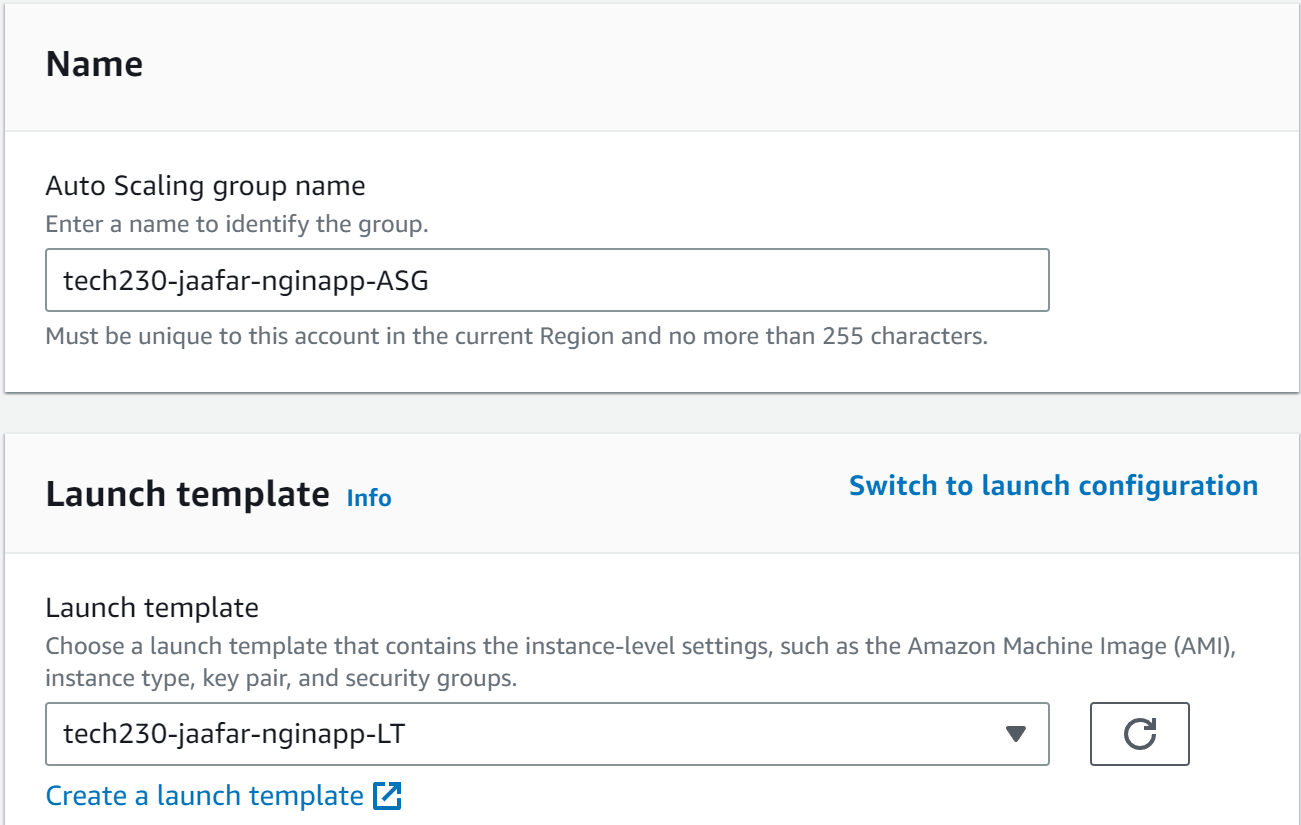 Name
Auto Scaling group name
Enter a name to identify the group.
tech230-jaafar-nginapp-ASG
Must be unique to this account in the current Region and no more than 255 characters.
Launch template Info
Switch to launch configuration
Launch template
Choose a launch template that contains the instance-level settings, such as the Amazon Machine Image (AMI),
instance type, key pair, and security groups.
tech230-jaafar-nginapp-LT
Create a launch template